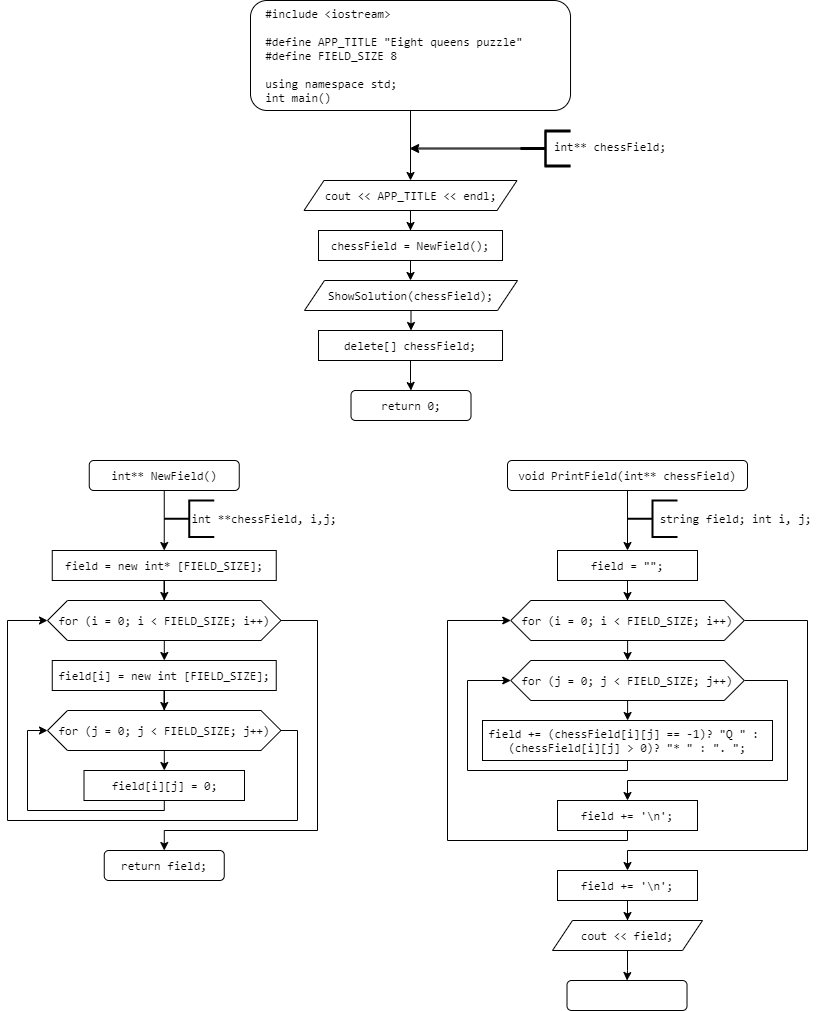 #include <iostream>
#define APP_TITLE "Eight queens puzzle"
#define FIELD_SIZE 8
using namespace std;
int main()
int** chessField;
cout << APP_TITLE << endl;
chessField = NewField();
ShowSolution(chessField);
delete[] chessField;
return 0;
int** NewField()
int **chessField, i,j;
field = new int* [FIELD_SIZE];
for (i = 0; i < FIELD_SIZE; i++)
field[i] = new int [FIELD_SIZE];
for (j = 0; j < FIELD_SIZE; j++)
field[i][j] = 0;
return field;
void PrintField(int** chessField)
string field; int i, j;
field = "";
for (i = 0; i < FIELD_SIZE; i++)
for (j = 0; j < FIELD_SIZE; j++)
field += (chessField[i][j] == -1)? "Q " :
(chessField[i][j] > 0)? "* " : ". ";
field += '\n';
field += '\n';
cout << field;